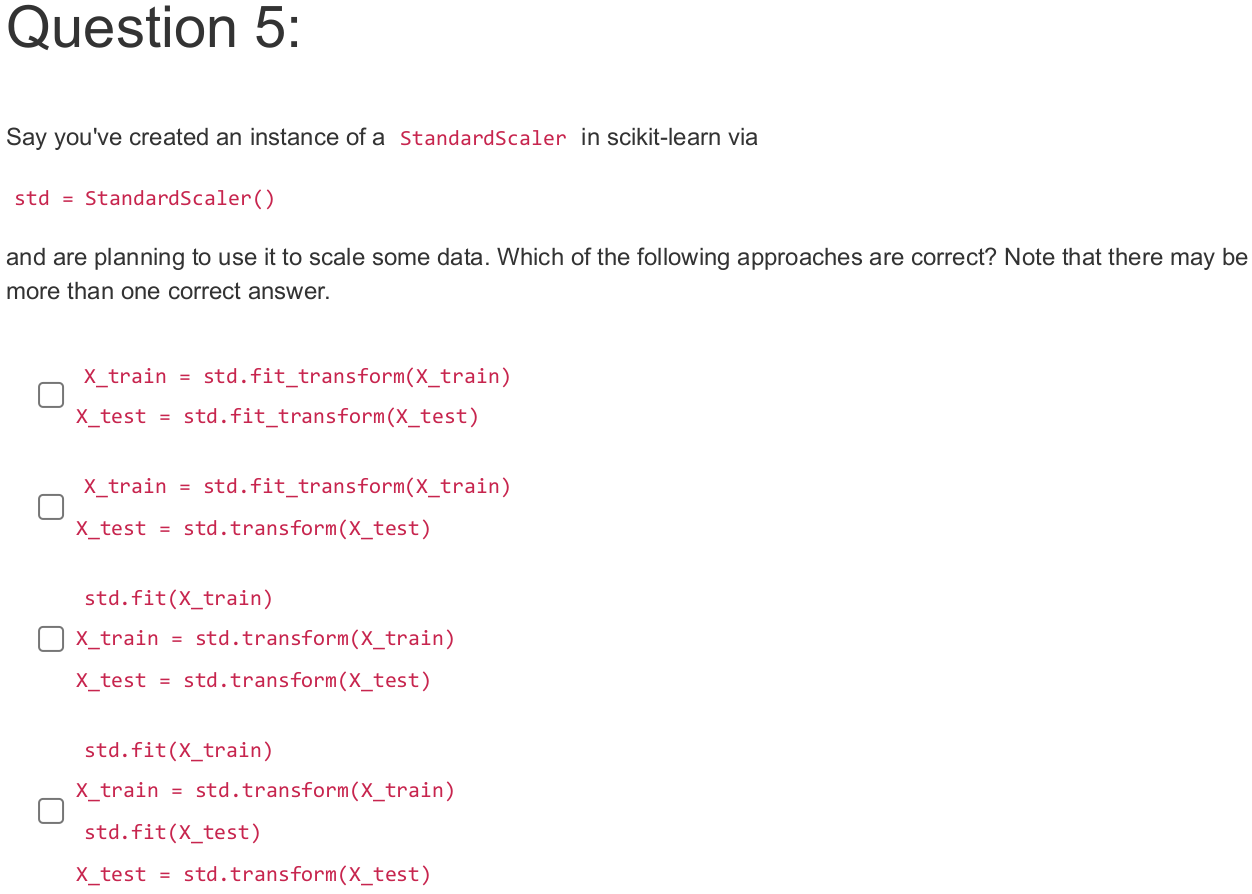 Question 5:
Say you've created an instance of a StandardScaler in scikit-learn via
std = StandardScaler()
and are planning to use it to scale some data. Which of the following approaches are correct? Note that there may be
more than one correct answer.
X_train = std.fit_transform(X_train)
X_test = std.fit_transform(X_test)
X_train = std.fit_transform(X_train)
X_test = std.transform(X_test)
std.fit(X_train)
X_train = std.transform(X_train)
X_test = std.transform(X_test)
std.fit(X_train)
X_train = std.transform(X_train)
std.fit(X_test)
X_test = std.transform(X_test)